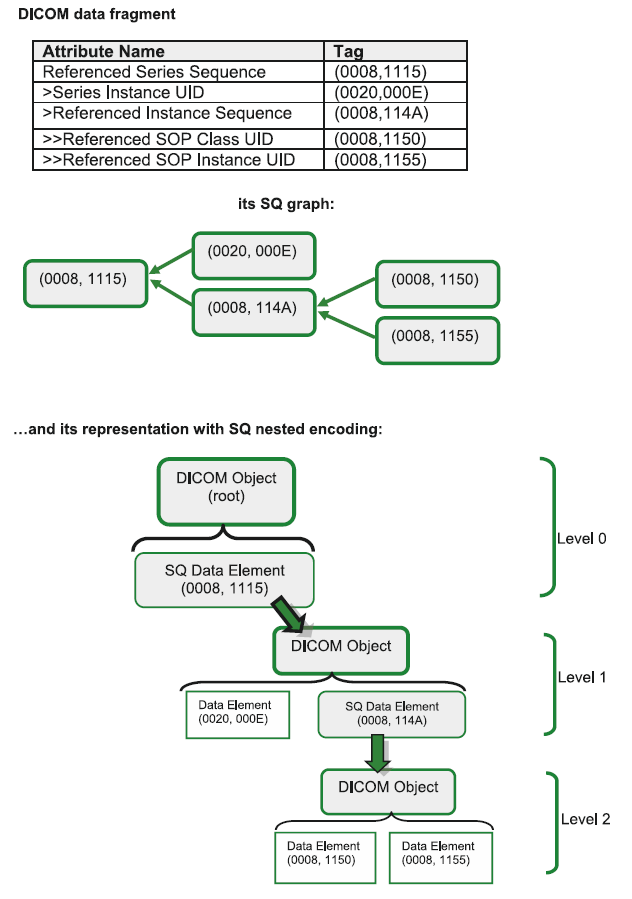 DICOM data fragment
Attribute Name Tag
Referenced Series Sequence (0008,1115)
>Series Instance UID (0020,000E)
>Referenced Instance Sequence (0008,114A)
>>Referenced SOP Class UID (0008,1150)
>>Referenced SOP Instance UID (0008,1155)
its SQ graph:
(0020, 000E)
(0008, 1115)
(0008, 1150)
(0008, 114A)
(0008, 1155)
...and its representation with SQ nested encoding:
DICOM Object
(root)
Level 0
SQ Data Element
(0008, 1115)
DICOM Object
Level 1
Data Element
(0020, 000E)
SQ Data Element
(0008, 114A)
DICOM Object
Level 2
Data Element
(0008, 1150)
Data Element
(0008, 1155)